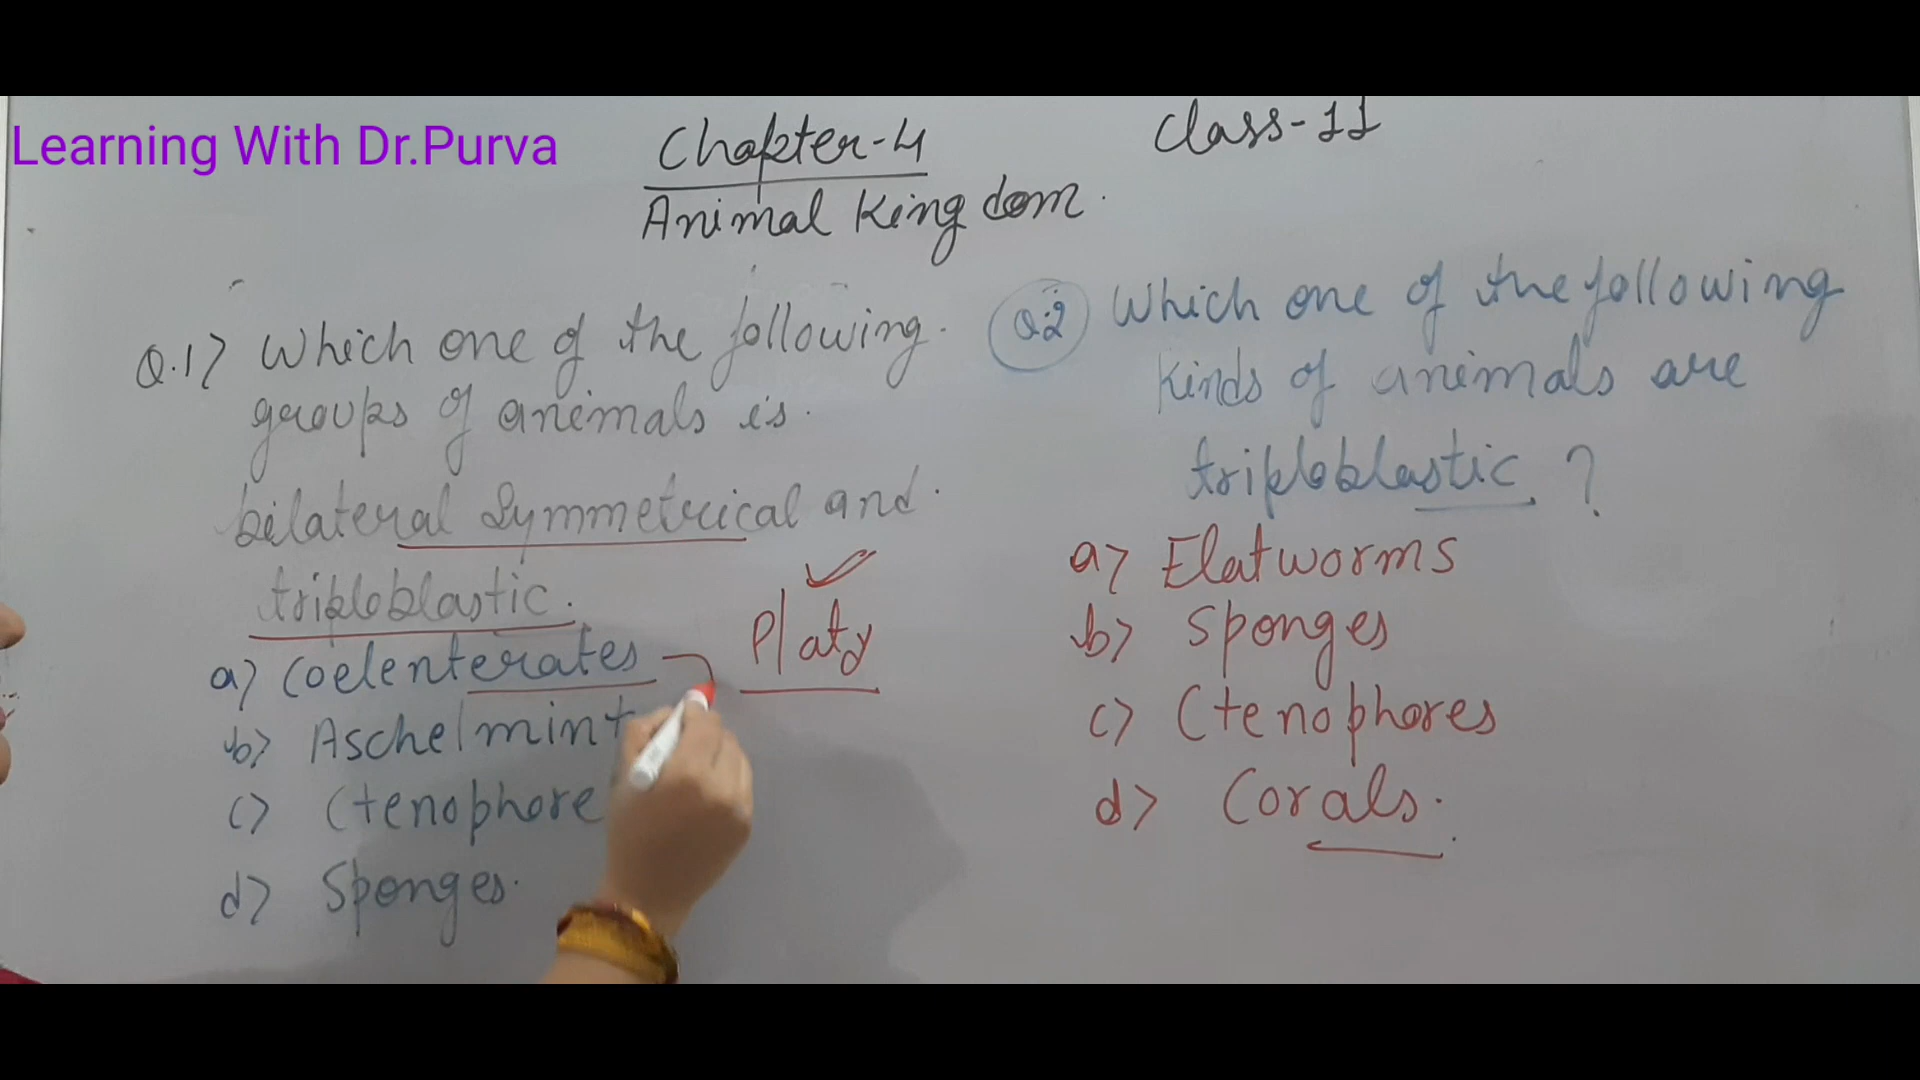 Learning With Dr.Purva
Chapter-4
Class-11
Animal Kingdom.
Q.1) Which one of the following
groups of animals is
bilateral Symmetrical and
triploblastic.
a) Coelenterates
b) Aschelmint
c) Ctenophore
d) Sponges
Platy
Q.2 Which one of the following
Kinds of animals are
triploblastic ?
a) Flatworms
b) Sponges
c) Ctenophores
d) Corals.